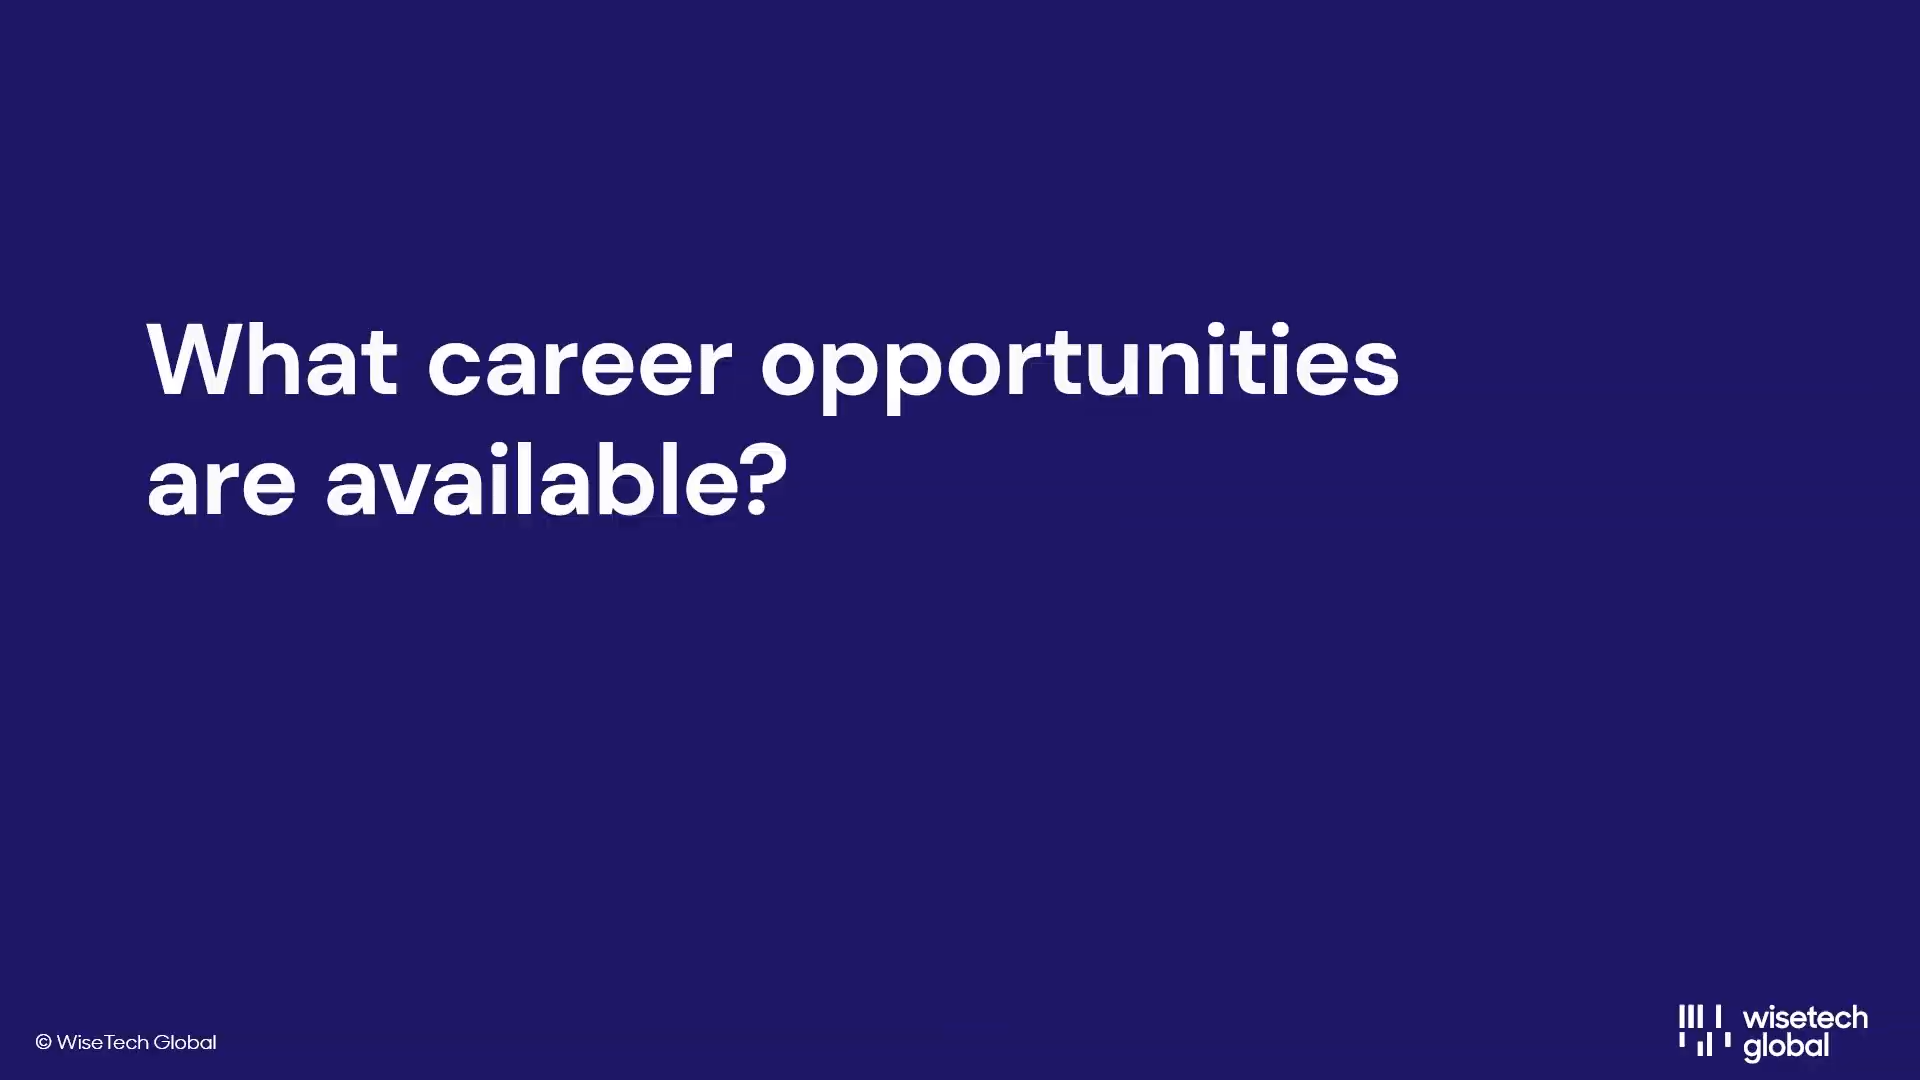 What career opportunities
are available?
© WiseTech Global
wisetech
global